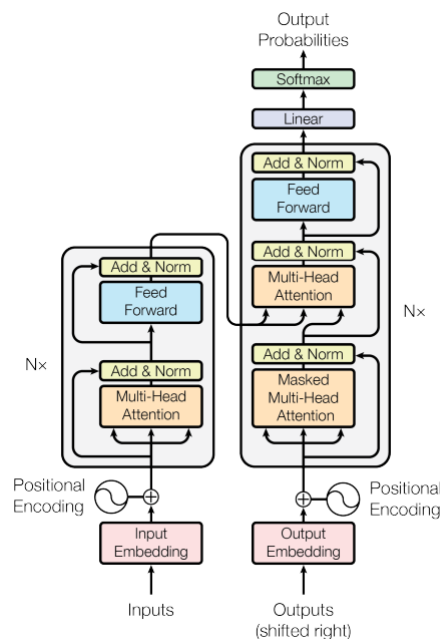 Output
Probabilities
Softmax
Linear
Add & Norm
Feed
Forward
Add & Norm
Multi-Head
Attention
Add & Norm
Masked
Multi-Head
Attention
Nx
Add & Norm
Feed
Forward
Add & Norm
Multi-Head
Attention
Nx
Positional
Encoding
Input
Embedding
Inputs
Positional
Encoding
Output
Embedding
Outputs
(shifted right)